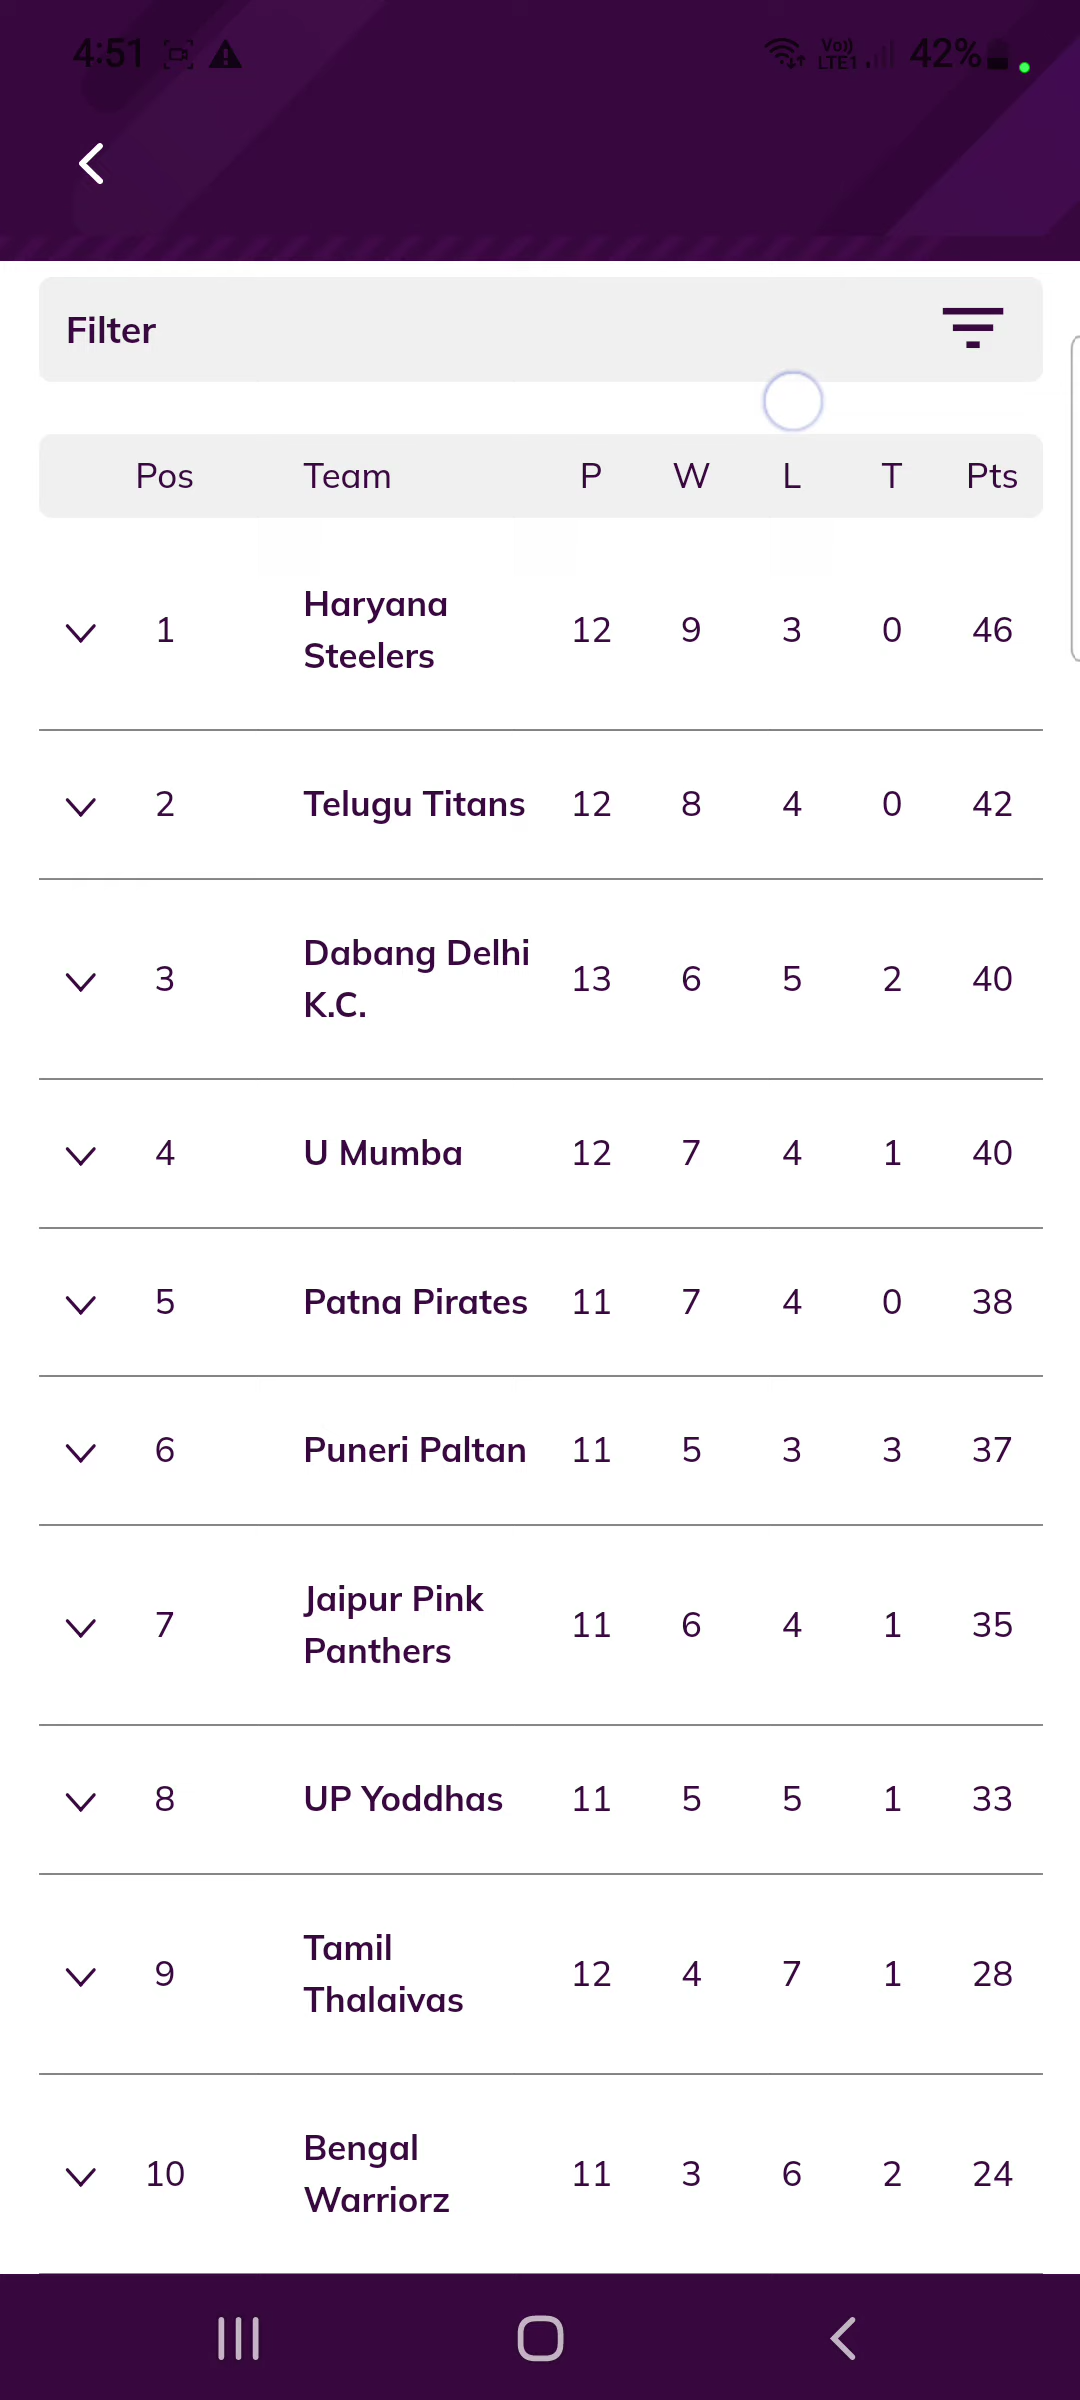 4:51 Vo)) LTE1 42%
Filter
Pos Team P W L T Pts
1 Haryana Steelers 12 9 3 0 46
2 Telugu Titans 12 8 4 0 42
3 Dabang Delhi K.C. 13 6 5 2 40
4 U Mumba 12 7 4 1 40
5 Patna Pirates 11 7 4 0 38
6 Puneri Paltan 11 5 3 3 37
7 Jaipur Pink Panthers 11 6 4 1 35
8 UP Yoddhas 11 5 5 1 33
9 Tamil Thalaivas 12 4 7 1 28
10 Bengal Warriorz 11 3 6 2 24